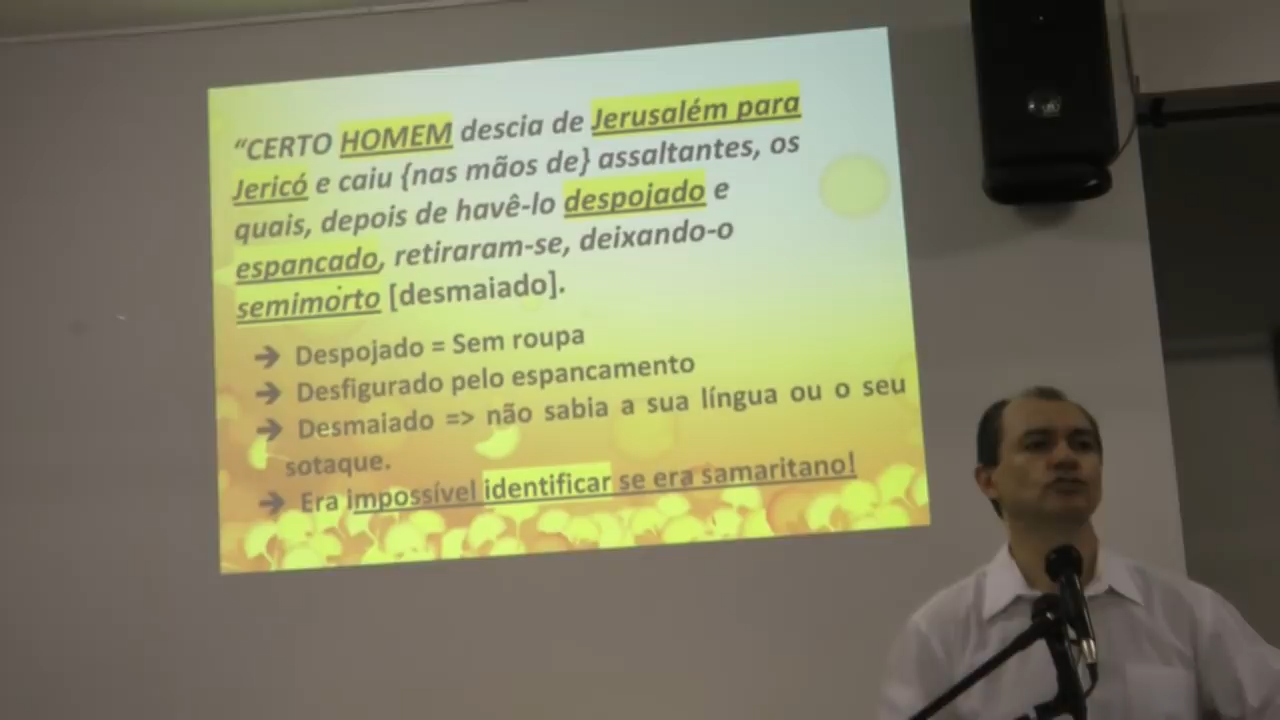 “CERTO HOMEM descia de Jerusalém para
Jericó e caiu {nas mãos de} assaltantes, os
quais, depois de havê-lo despojado e
espancado, retiraram-se, deixando-o
semimorto [desmaiado].
➔ Despojado = Sem roupa
➔ Desfigurado pelo espancamento
➔ Desmaiado => não sabia a sua língua ou o seu
sotaque.
➔ Era impossível identificar se era samaritano!